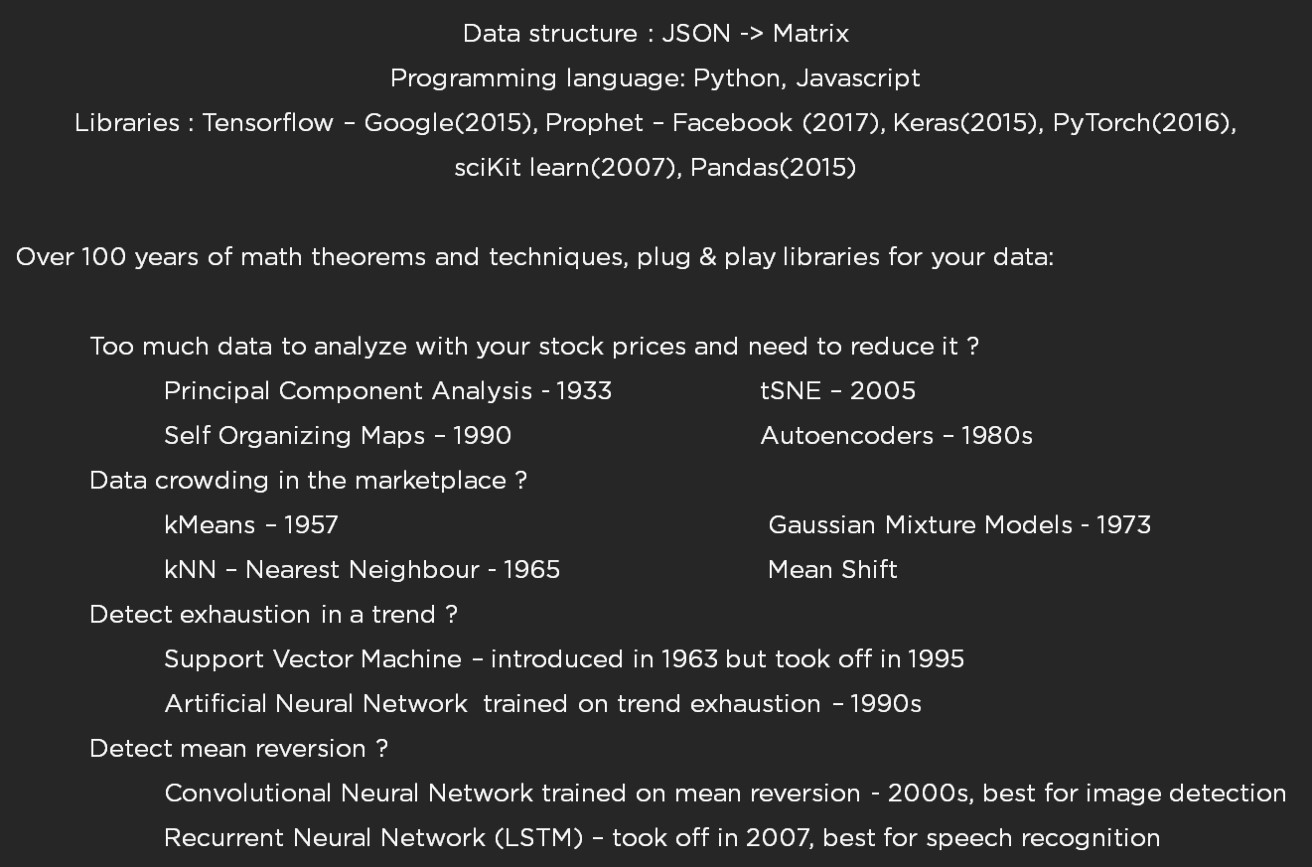 Data structure : JSON -> Matrix
Programming language: Python, Javascript
Libraries : Tensorflow – Google(2015), Prophet – Facebook (2017), Keras(2015), PyTorch(2016),
sciKit learn(2007), Pandas(2015)
Over 100 years of math theorems and techniques, plug & play libraries for your data:
Too much data to analyze with your stock prices and need to reduce it ?
Principal Component Analysis - 1933 tSNE – 2005
Self Organizing Maps – 1990 Autoencoders – 1980s
Data crowding in the marketplace ?
kMeans – 1957 Gaussian Mixture Models - 1973
kNN – Nearest Neighbour - 1965 Mean Shift
Detect exhaustion in a trend ?
Support Vector Machine – introduced in 1963 but took off in 1995
Artificial Neural Network trained on trend exhaustion – 1990s
Detect mean reversion ?
Convolutional Neural Network trained on mean reversion - 2000s, best for image detection
Recurrent Neural Network (LSTM) – took off in 2007, best for speech recognition